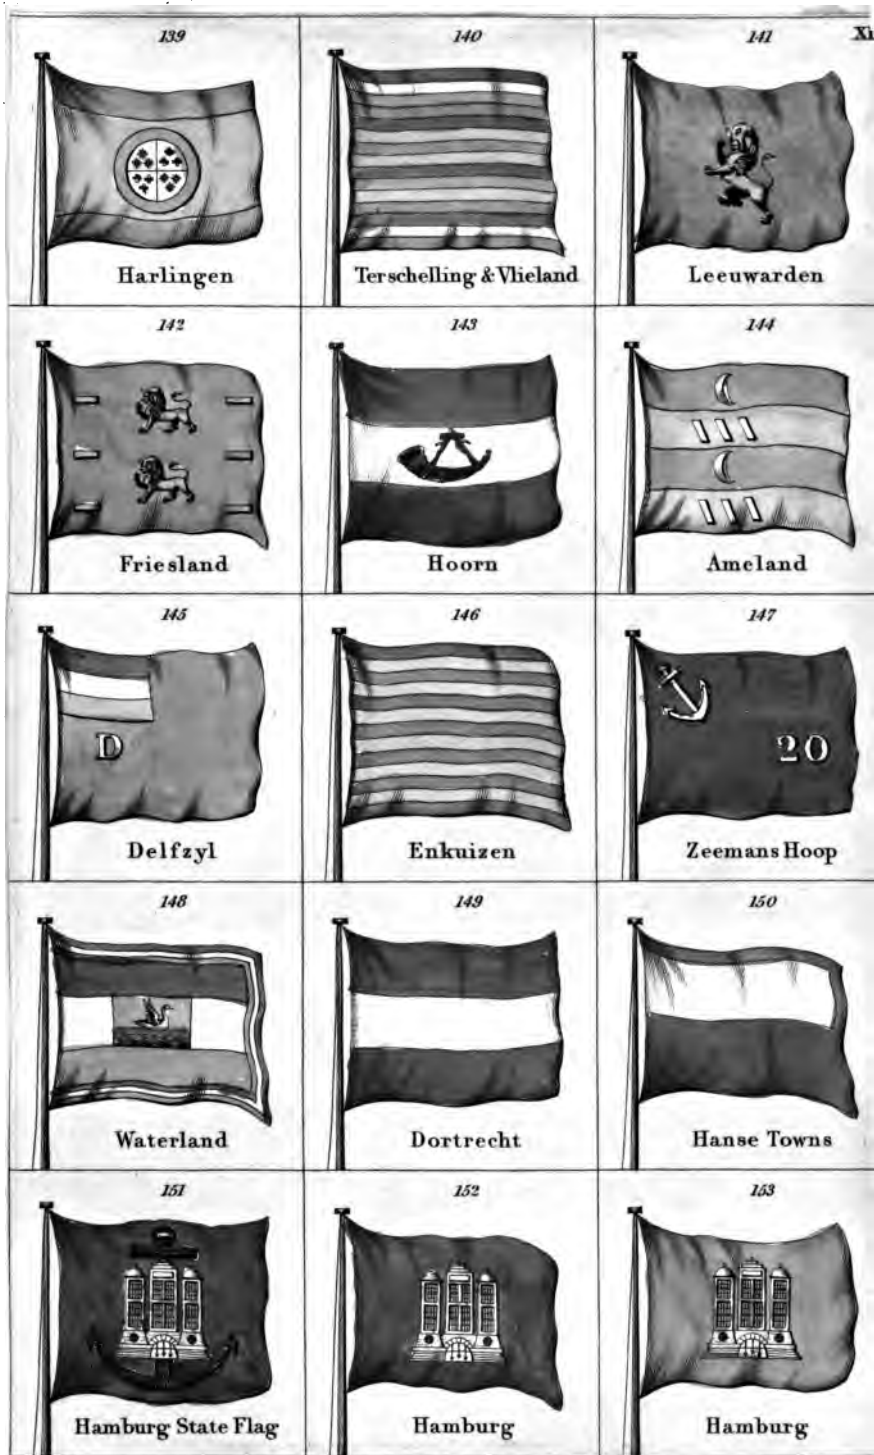 139 140 141
Harlingen Terschelling & Vlieland Leeuwarden
142 143 144
Friesland Hoorn Ameland
145 146 147
D 20
Delfzyl Enkuizen Zeemans Hoop
148 149 150
Waterland Dortrecht Hanse Towns
151 152 153
Hamburg State Flag Hamburg Hamburg